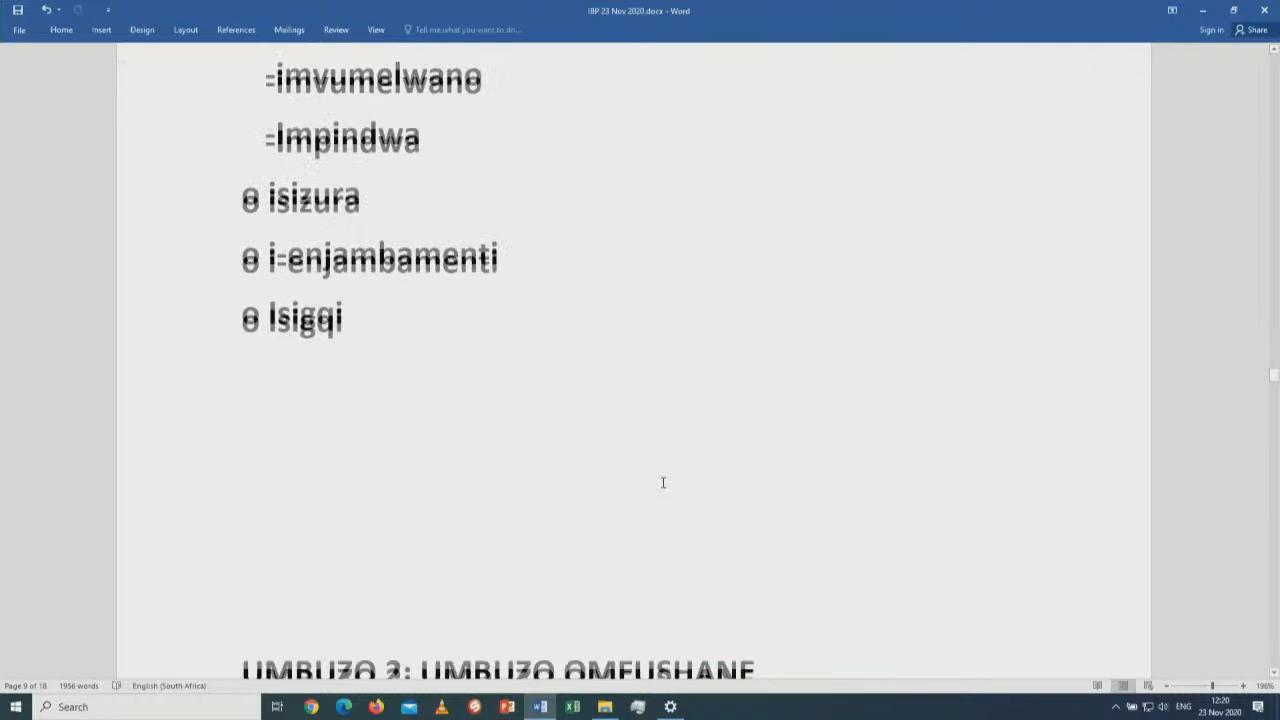 IBP 23 Nov 2020.docx - Word
File Home Insert Design Layout References Mailings Review View Tell me what you want to do... Sign in Share
-imvumelwano
-Impindwa
o isizura
o i-enjambamenti
o Isigqi
UMBUZO 2: UMBUZO OMFUSHANE
Page 9 of 18 1956 words English (South Africa) 196%
Search ENG 12:20
23 Nov 2020